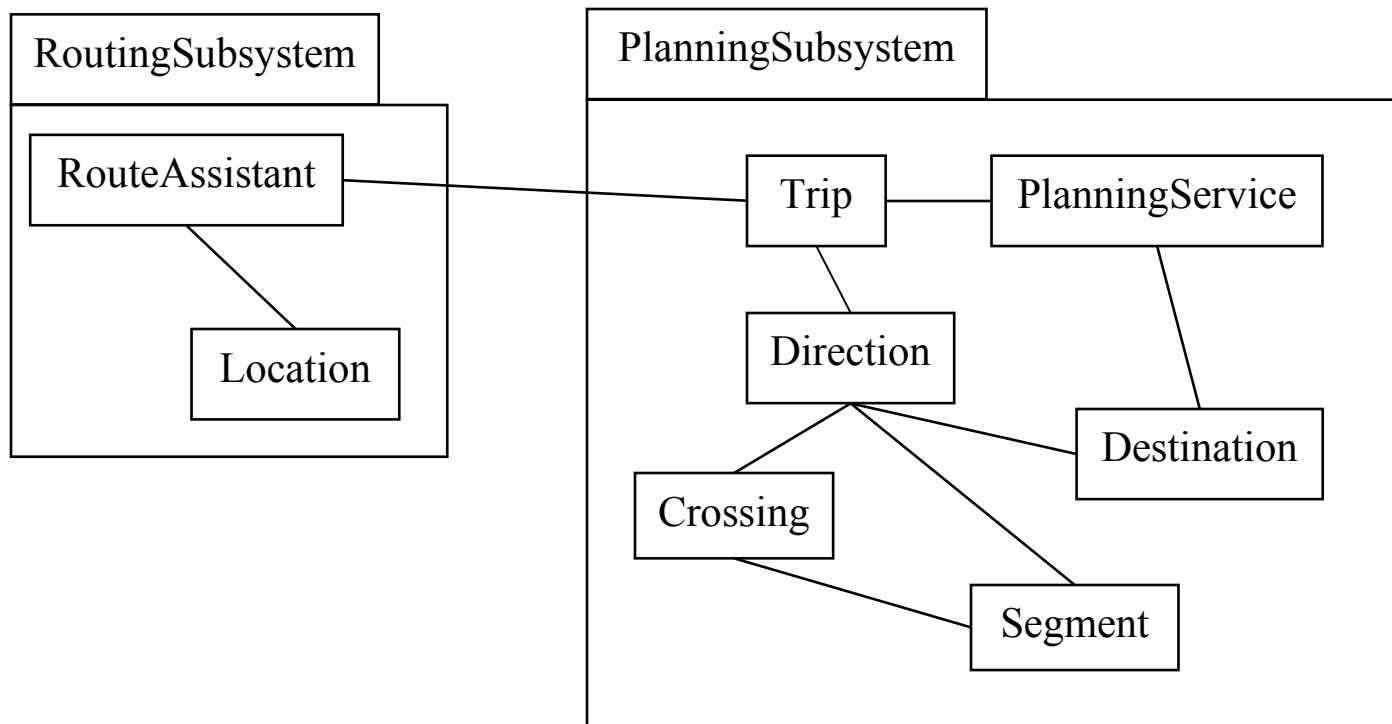 RoutingSubsystem
PlanningSubsystem
RouteAssistant
Trip
PlanningService
Location
Direction
Destination
Crossing
Segment